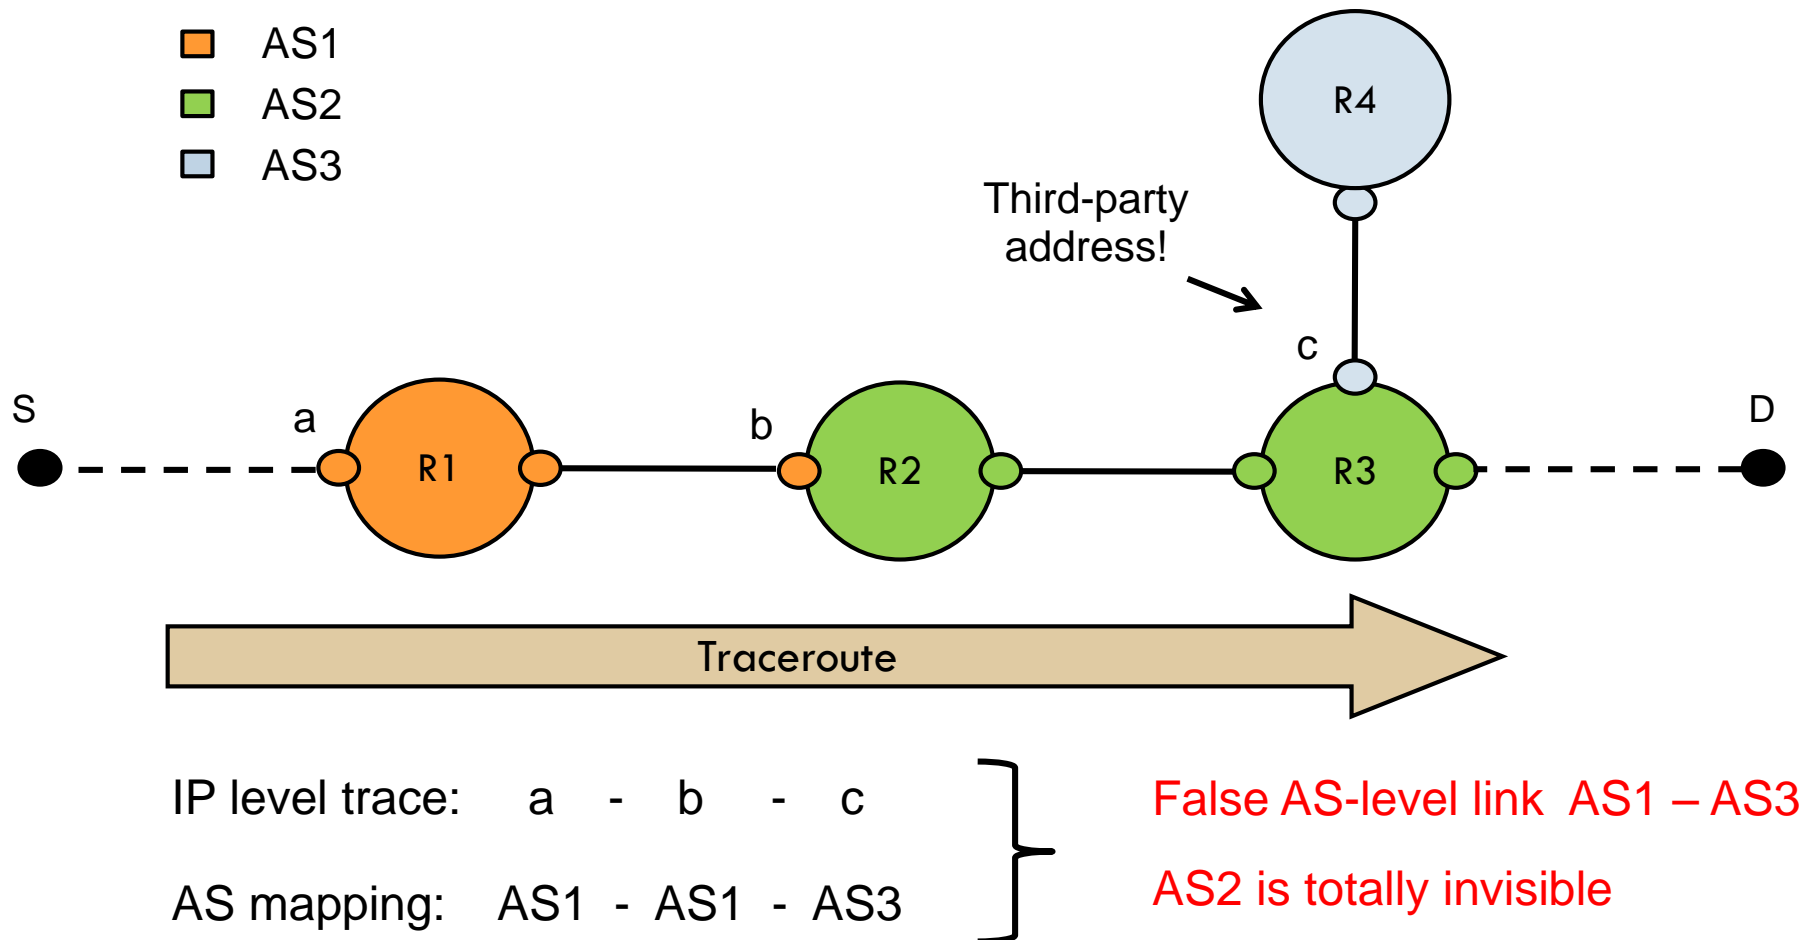 AS1
AS2
AS3
R4
Third-party
address!
c
S
a
b
D
R1
R2
R3
Traceroute
IP level trace: a - b - c
False AS-level link AS1 – AS3
AS mapping: AS1 - AS1 - AS3
AS2 is totally invisible